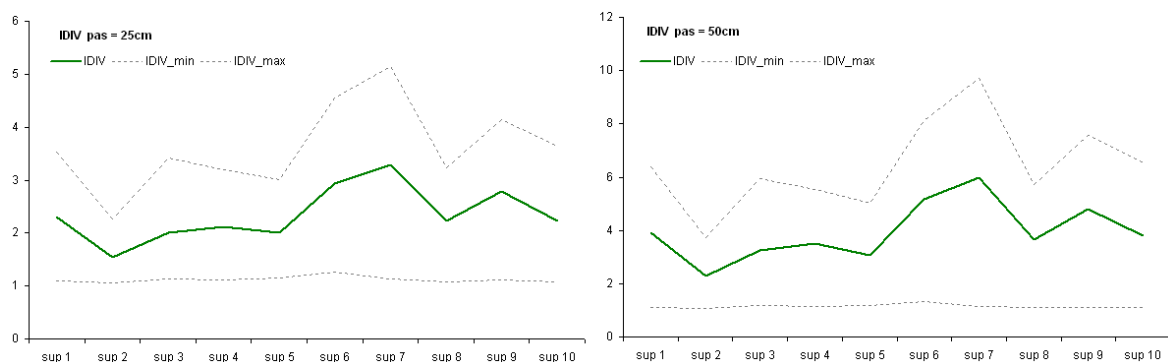 IDIV pas = 25cm
IDIV IDIV_min IDIV_max
6
5
4
3
2
1
0
sup 1 sup 2 sup 3 sup 4 sup 5 sup 6 sup 7 sup 8 sup 9 sup 10
IDIV pas = 50cm
IDIV IDIV_min IDIV_max
12
10
8
6
4
2
0
sup 1 sup 2 sup 3 sup 4 sup 5 sup 6 sup 7 sup 8 sup 9 sup 10